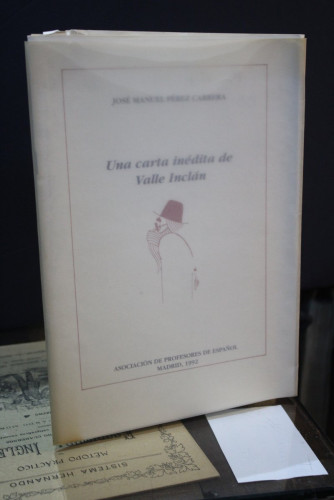 JOSÉ MANUEL PÉREZ CARRERA
Una carta inédita de
Valle Inclán
ASOCIACIÓN DE PROFESORES DE ESPAÑOL
MADRID, 1992
INGLE
MÉTODO PRÁCTICO
SISTEMA HERNANDO